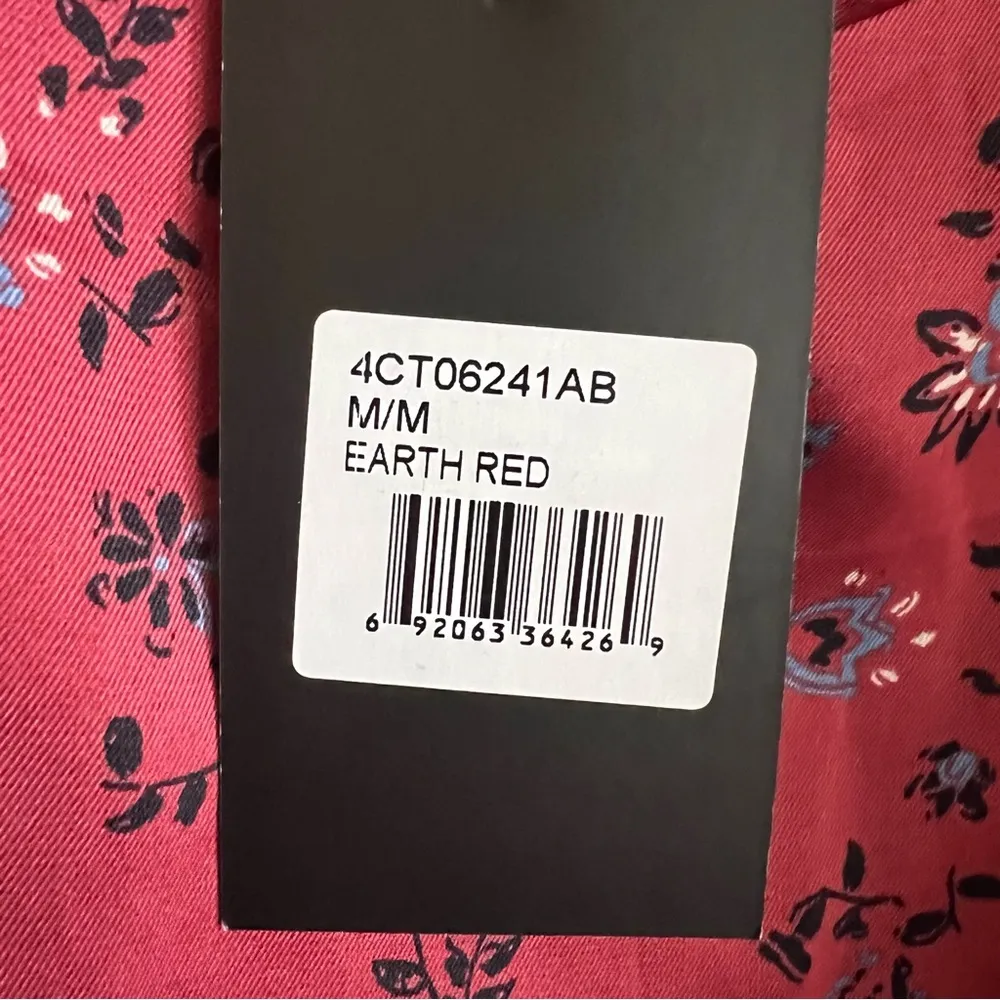 4CT06241AB
M/M
EARTH RED
6 92063 36426 9